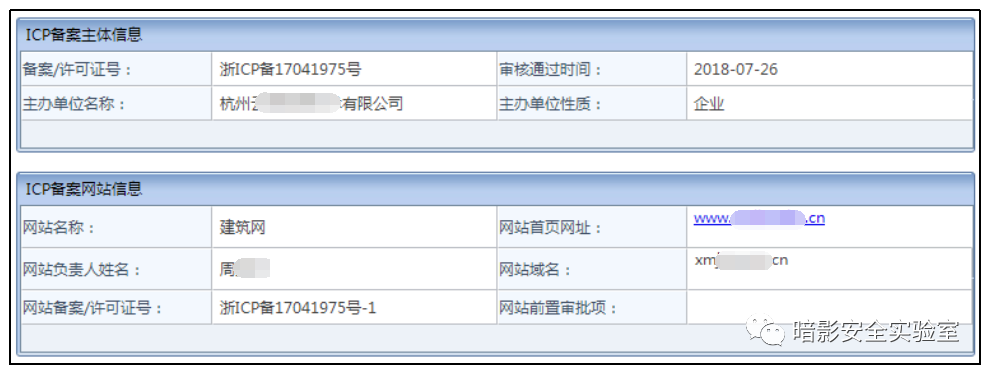 ICP备案主体信息
备案/许可证号： 浙ICP备17041975号 审核通过时间： 2018-07-26
主办单位名称： 杭州 有限公司 主办单位性质： 企业
ICP备案网站信息
网站名称： 建筑网 网站首页网址： www. .cn
网站负责人姓名： 周 网站域名： xmj cn
网站备案/许可证号： 浙ICP备17041975号-1 网站前置审批项：
暗影安全实验室